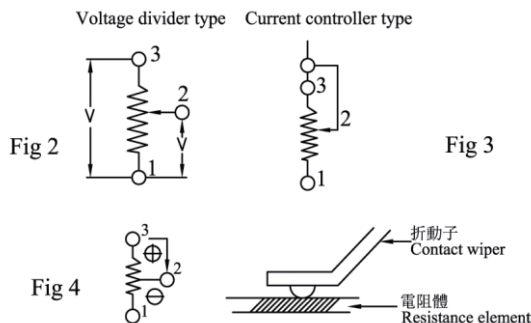 Voltage divider type
Current controller type
3
2
1
V
V
Fig 2
3
2
1
Fig 3
3
⊕
2
⊖
1
Fig 4
折動子
Contact wiper
電阻體
Resistance element